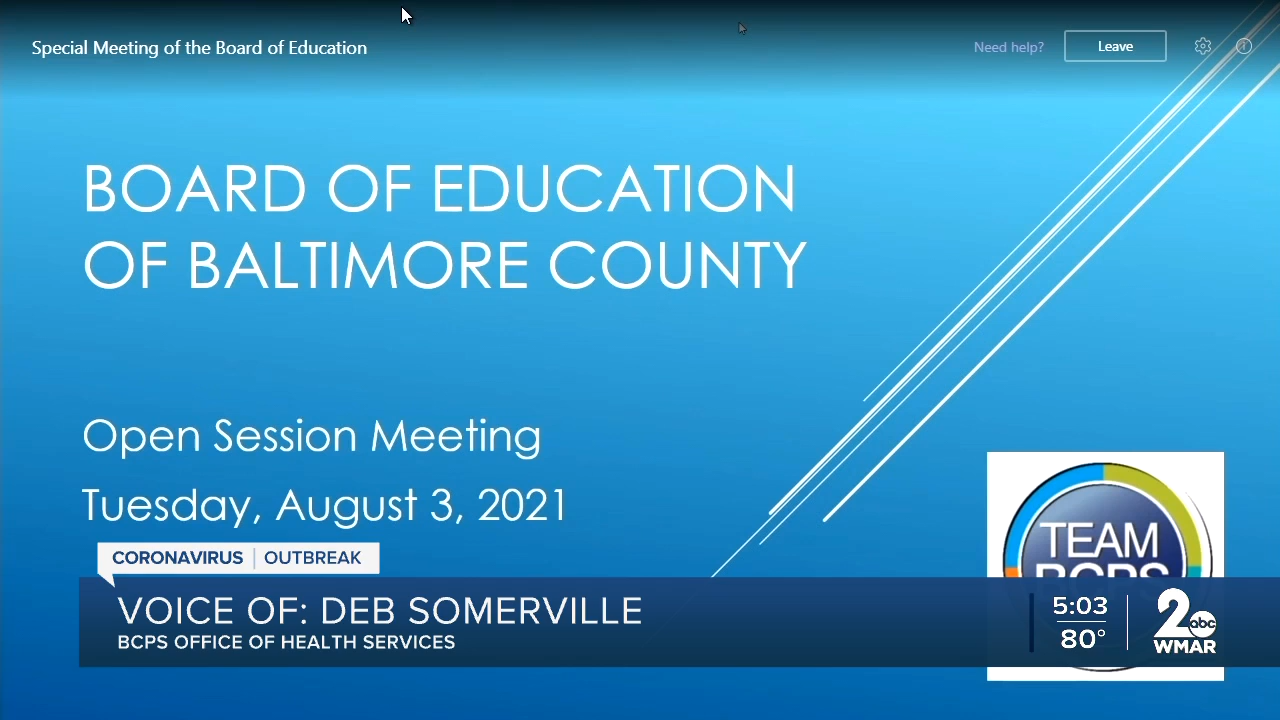 Special Meeting of the Board of Education
Need help?
Leave
BOARD OF EDUCATION
OF BALTIMORE COUNTY
Open Session Meeting
Tuesday, August 3, 2021
TEAM
BCPS
CORONAVIRUS | OUTBREAK
VOICE OF: DEB SOMERVILLE
BCPS OFFICE OF HEALTH SERVICES
5:03
80°
2 abc
WMAR